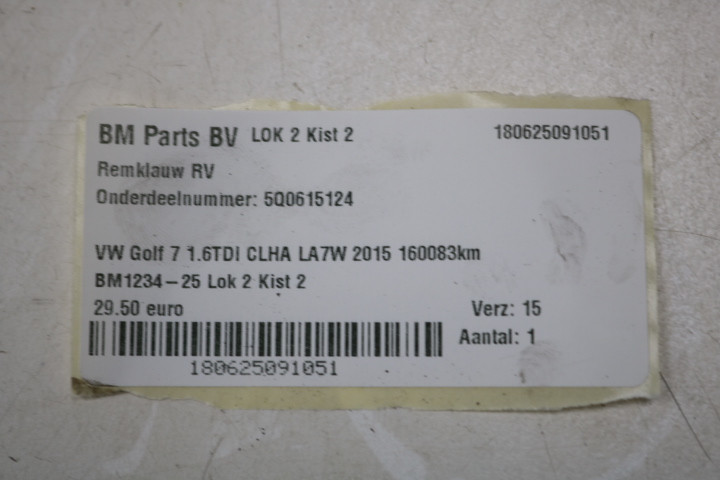 BM Parts BV LOK 2 Kist 2 180625091051
Remklauw RV
Onderdeelnummer: 5Q0615124
VW Golf 7 1.6TDI CLHA LA7W 2015 160083km
BM1234-25 Lok 2 Kist 2
29.50 euro Verz: 15
Aantal: 1
180625091051